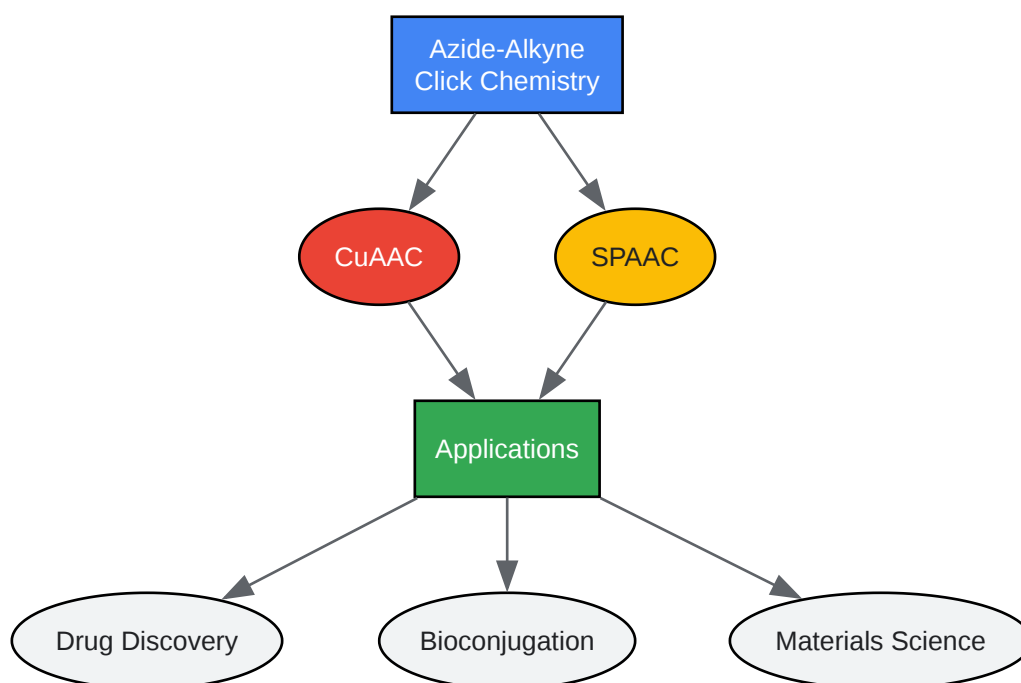 Azide-Alkyne
Click Chemistry
CuAAC
SPAAC
Applications
Drug Discovery
Bioconjugation
Materials Science